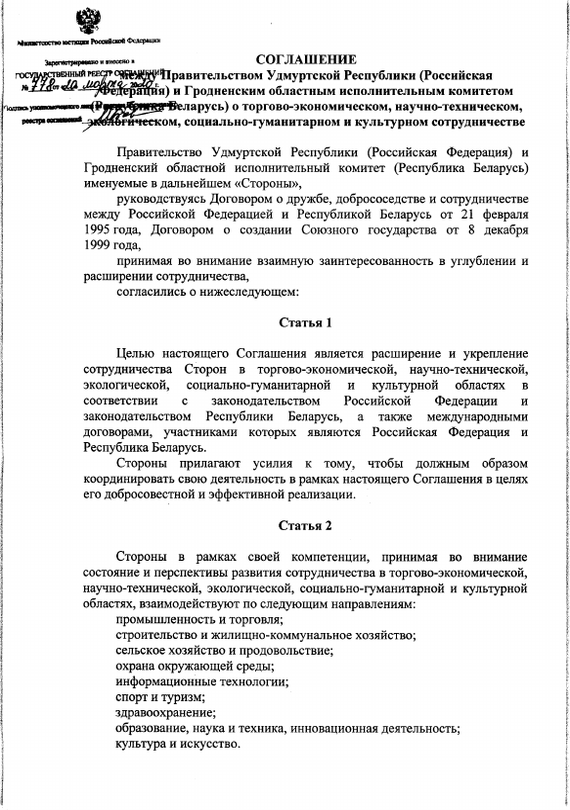 Министерство юстиции Российской Федерации
Зарегистрировано и внесено в
ГОСУДАРСТВЕННЫЙ РЕЕСТР СОГЛАШЕНИЙ
№ 778 от 20 марта
Подпись уполномоченного лица
реестра соглашений
СОГЛАШЕНИЕ
между Правительством Удмуртской Республики (Российская
Федерация) и Гродненским областным исполнительным комитетом
(Республика Беларусь) о торгово-экономическом, научно-техническом,
экологическом, социально-гуманитарном и культурном сотрудничестве
Правительство Удмуртской Республики (Российская Федерация) и
Гродненский областной исполнительный комитет (Республика Беларусь)
именуемые в дальнейшем «Стороны»,
руководствуясь Договором о дружбе, добрососедстве и сотрудничестве
между Российской Федерацией и Республикой Беларусь от 21 февраля
1995 года, Договором о создании Союзного государства от 8 декабря
1999 года,
принимая во внимание взаимную заинтересованность в углублении и
расширении сотрудничества,
согласились о нижеследующем:
Статья 1
Целью настоящего Соглашения является расширение и укрепление
сотрудничества Сторон в торгово-экономической, научно-технической,
экологической, социально-гуманитарной и культурной областях в
соответствии с законодательством Российской Федерации и
законодательством Республики Беларусь, а также международными
договорами, участниками которых являются Российская Федерация и
Республика Беларусь.
Стороны прилагают усилия к тому, чтобы должным образом
координировать свою деятельность в рамках настоящего Соглашения в целях
его добросовестной и эффективной реализации.
Статья 2
Стороны в рамках своей компетенции, принимая во внимание
состояние и перспективы развития сотрудничества в торгово-экономической,
научно-технической, экологической, социально-гуманитарной и культурной
областях, взаимодействуют по следующим направлениям:
промышленность и торговля;
строительство и жилищно-коммунальное хозяйство;
сельское хозяйство и продовольствие;
охрана окружающей среды;
информационные технологии;
спорт и туризм;
здравоохранение;
образование, наука и техника, инновационная деятельность;
культура и искусство.